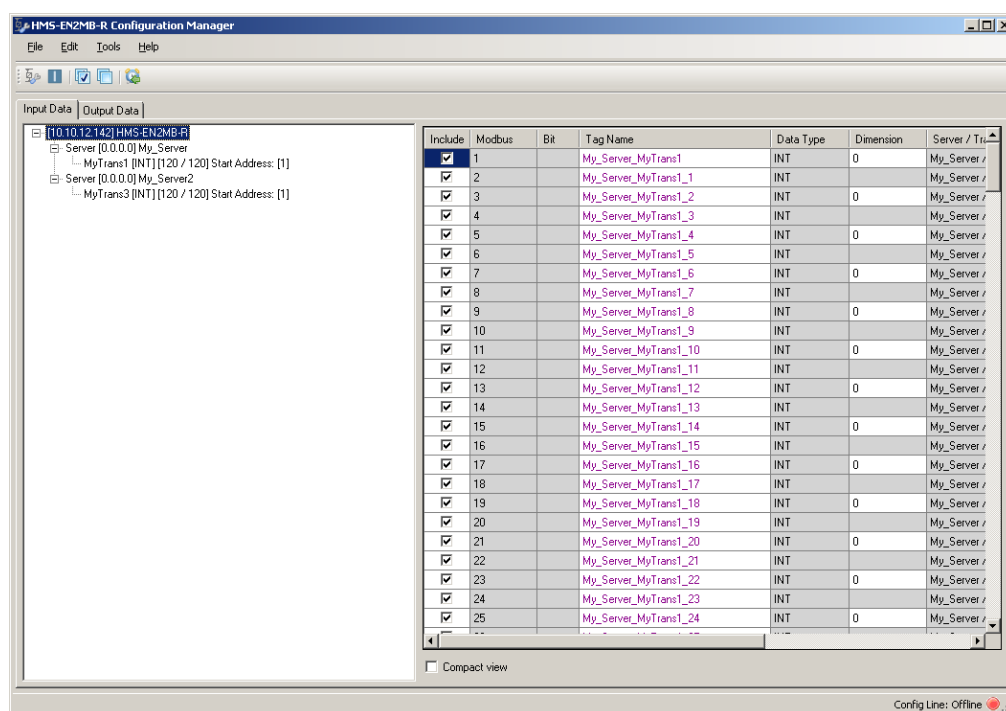 HMS-EN2MB-R Configuration Manager
File Edit Tools Help
Input Data Output Data
[10.10.12.142] HMS-EN2MB-R
Server [0.0.0.0] My_Server
MyTrans1 [INT] [120 / 120] Start Address: [1]
Server [0.0.0.0] My_Server2
MyTrans3 [INT] [120 / 120] Start Address: [1]
Include Modbus Bit Tag Name Data Type Dimension Server /
1 My_Server_MyTrans1 INT 0 My_Server /
2 My_Server_MyTrans1_1 INT My_Server /
3 My_Server_MyTrans1_2 INT 0 My_Server /
4 My_Server_MyTrans1_3 INT My_Server /
5 My_Server_MyTrans1_4 INT 0 My_Server /
6 My_Server_MyTrans1_5 INT My_Server /
7 My_Server_MyTrans1_6 INT 0 My_Server /
8 My_Server_MyTrans1_7 INT My_Server /
9 My_Server_MyTrans1_8 INT 0 My_Server /
10 My_Server_MyTrans1_9 INT My_Server /
11 My_Server_MyTrans1_10 INT 0 My_Server /
12 My_Server_MyTrans1_11 INT My_Server /
13 My_Server_MyTrans1_12 INT 0 My_Server /
14 My_Server_MyTrans1_13 INT My_Server /
15 My_Server_MyTrans1_14 INT 0 My_Server /
16 My_Server_MyTrans1_15 INT My_Server /
17 My_Server_MyTrans1_16 INT 0 My_Server /
18 My_Server_MyTrans1_17 INT My_Server /
19 My_Server_MyTrans1_18 INT 0 My_Server /
20 My_Server_MyTrans1_19 INT My_Server /
21 My_Server_MyTrans1_20 INT 0 My_Server /
22 My_Server_MyTrans1_21 INT My_Server /
23 My_Server_MyTrans1_22 INT 0 My_Server /
24 My_Server_MyTrans1_23 INT My_Server /
25 My_Server_MyTrans1_24 INT 0 My_Server /
Compact view
Config Line: Offline